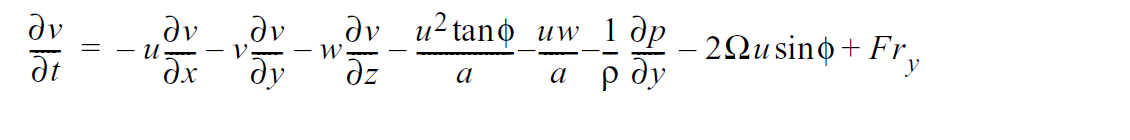 ∂v/∂t = − u ∂v/∂x − v ∂v/∂y − w ∂v/∂z − u² tanϕ/a − uw/a − 1/ρ ∂p/∂y − 2Ωu sinϕ + Fr_y